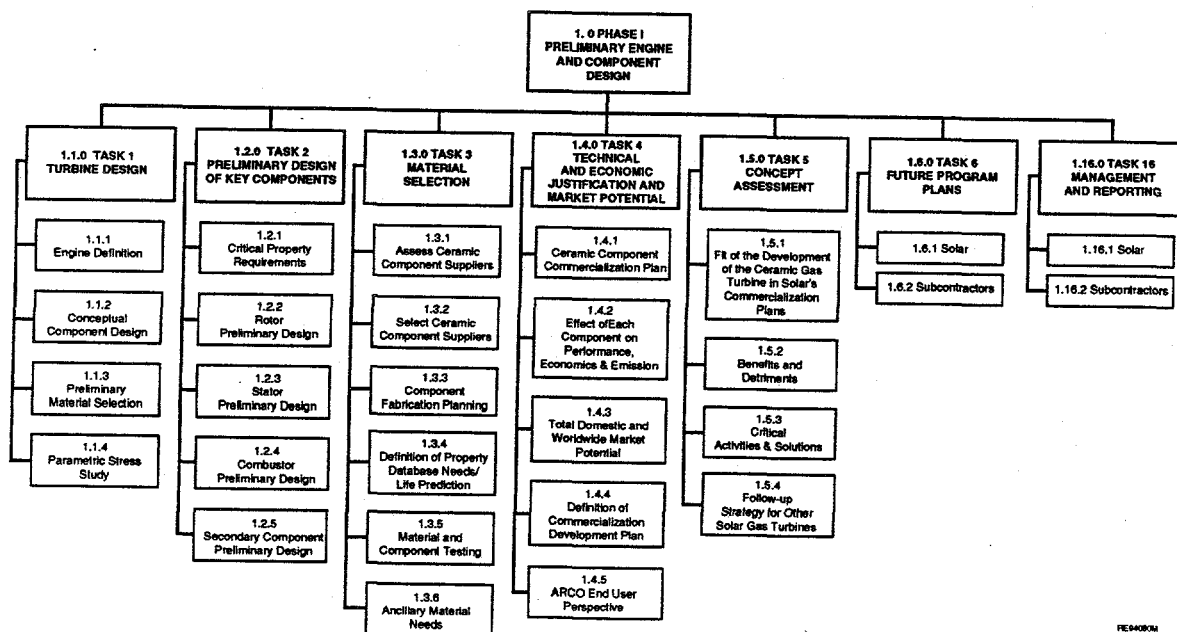 1. 0 PHASE I
PRELIMINARY ENGINE
AND COMPONENT
DESIGN
1.1.0 TASK 1
TURBINE DESIGN
1.1.1
Engine Definition
1.1.2
Conceptual
Component Design
1.1.3
Preliminary
Material Selection
1.1.4
Parametric Stress
Study
1.2.0 TASK 2
PRELIMINARY DESIGN
OF KEY COMPONENTS
1.2.1
Critical Property
Requirements
1.2.2
Rotor
Preliminary Design
1.2.3
Stator
Preliminary Design
1.2.4
Combustor
Preliminary Design
1.2.5
Secondary Component
Preliminary Design
1.3.0 TASK 3
MATERIAL
SELECTION
1.3.1
Assess Ceramic
Component Suppliers
1.3.2
Select Ceramic
Component Suppliers
1.3.3
Component
Fabrication Planning
1.3.4
Definition of Property
Database Needs/
Life Prediction
1.3.5
Material and
Component Testing
1.3.6
Ancillary Material
Needs
1.4.0 TASK 4
TECHNICAL
AND ECONOMIC
JUSTIFICATION AND
MARKET POTENTIAL
1.4.1
Ceramic Component
Commercialization Plan
1.4.2
Effect of Each
Component on
Performance,
Economics & Emission
1.4.3
Total Domestic and
Worldwide Market
Potential
1.4.4
Definition of
Commercialization
Development Plan
1.4.5
ARCO End User
Perspective
1.5.0 TASK 5
CONCEPT
ASSESSMENT
1.5.1
Fit of the Development
of the Ceramic Gas
Turbine in Solar's
Commercialization
Plans
1.5.2
Benefits and
Detriments
1.5.3
Critical
Activities & Solutions
1.5.4
Follow-up
Strategy for Other
Solar Gas Turbines
1.6.0 TASK 6
FUTURE PROGRAM
PLANS
1.6.1 Solar
1.6.2 Subcontractors
1.16.0 TASK 16
MANAGEMENT
AND REPORTING
1.16.1 Solar
1.16.2 Subcontractors